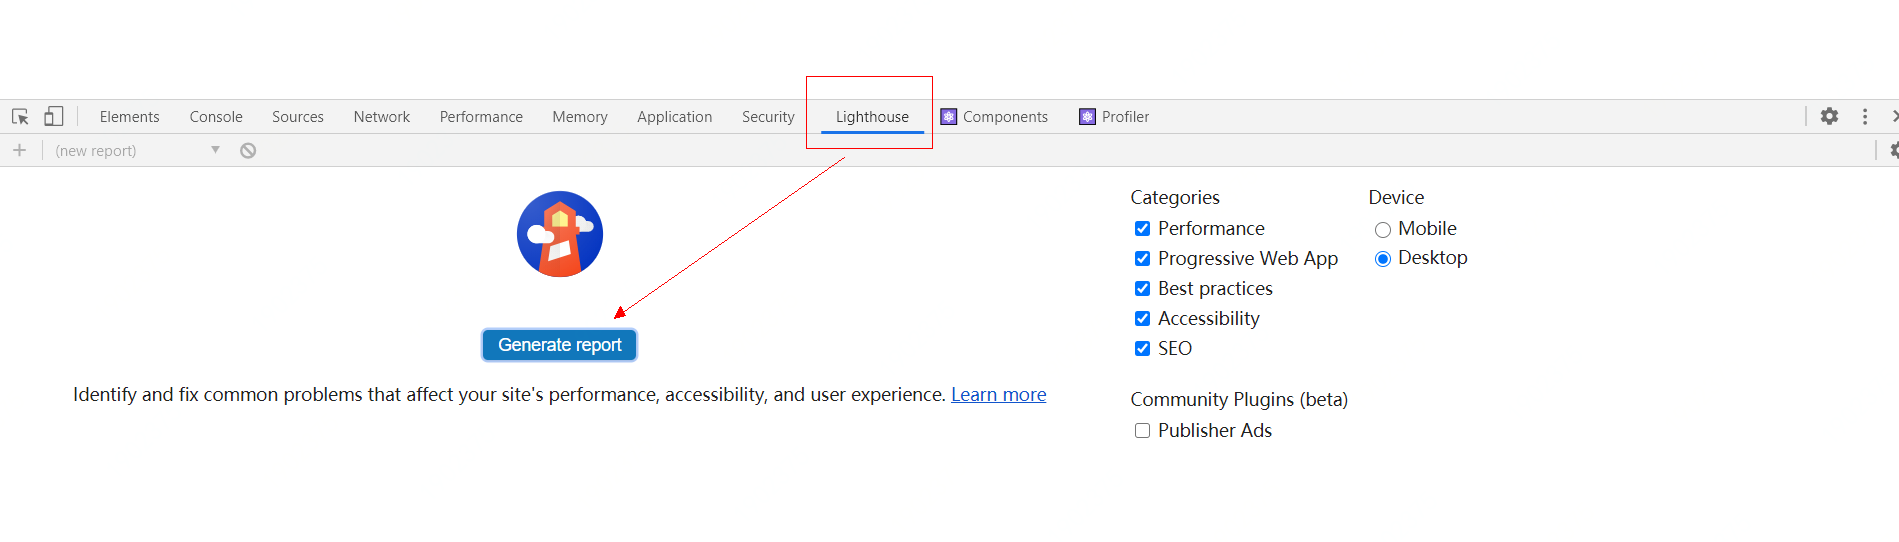 Elements Console Sources Network Performance Memory Application Security Lighthouse Components Profiler
(new report)
Categories Device
Performance Mobile
Progressive Web App Desktop
Best practices
Accessibility
SEO
Generate report
Identify and fix common problems that affect your site's performance, accessibility, and user experience. Learn more
Community Plugins (beta)
Publisher Ads